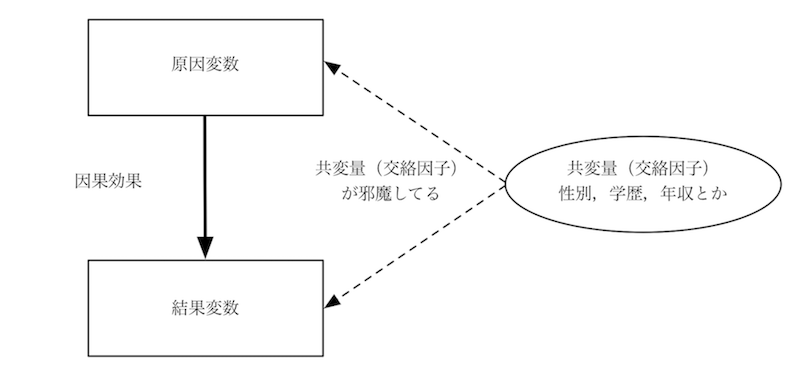 原因変数
因果効果
共変量（交絡因子）
が邪魔してる
共変量（交絡因子）
性別，学歴，年収とか
結果変数